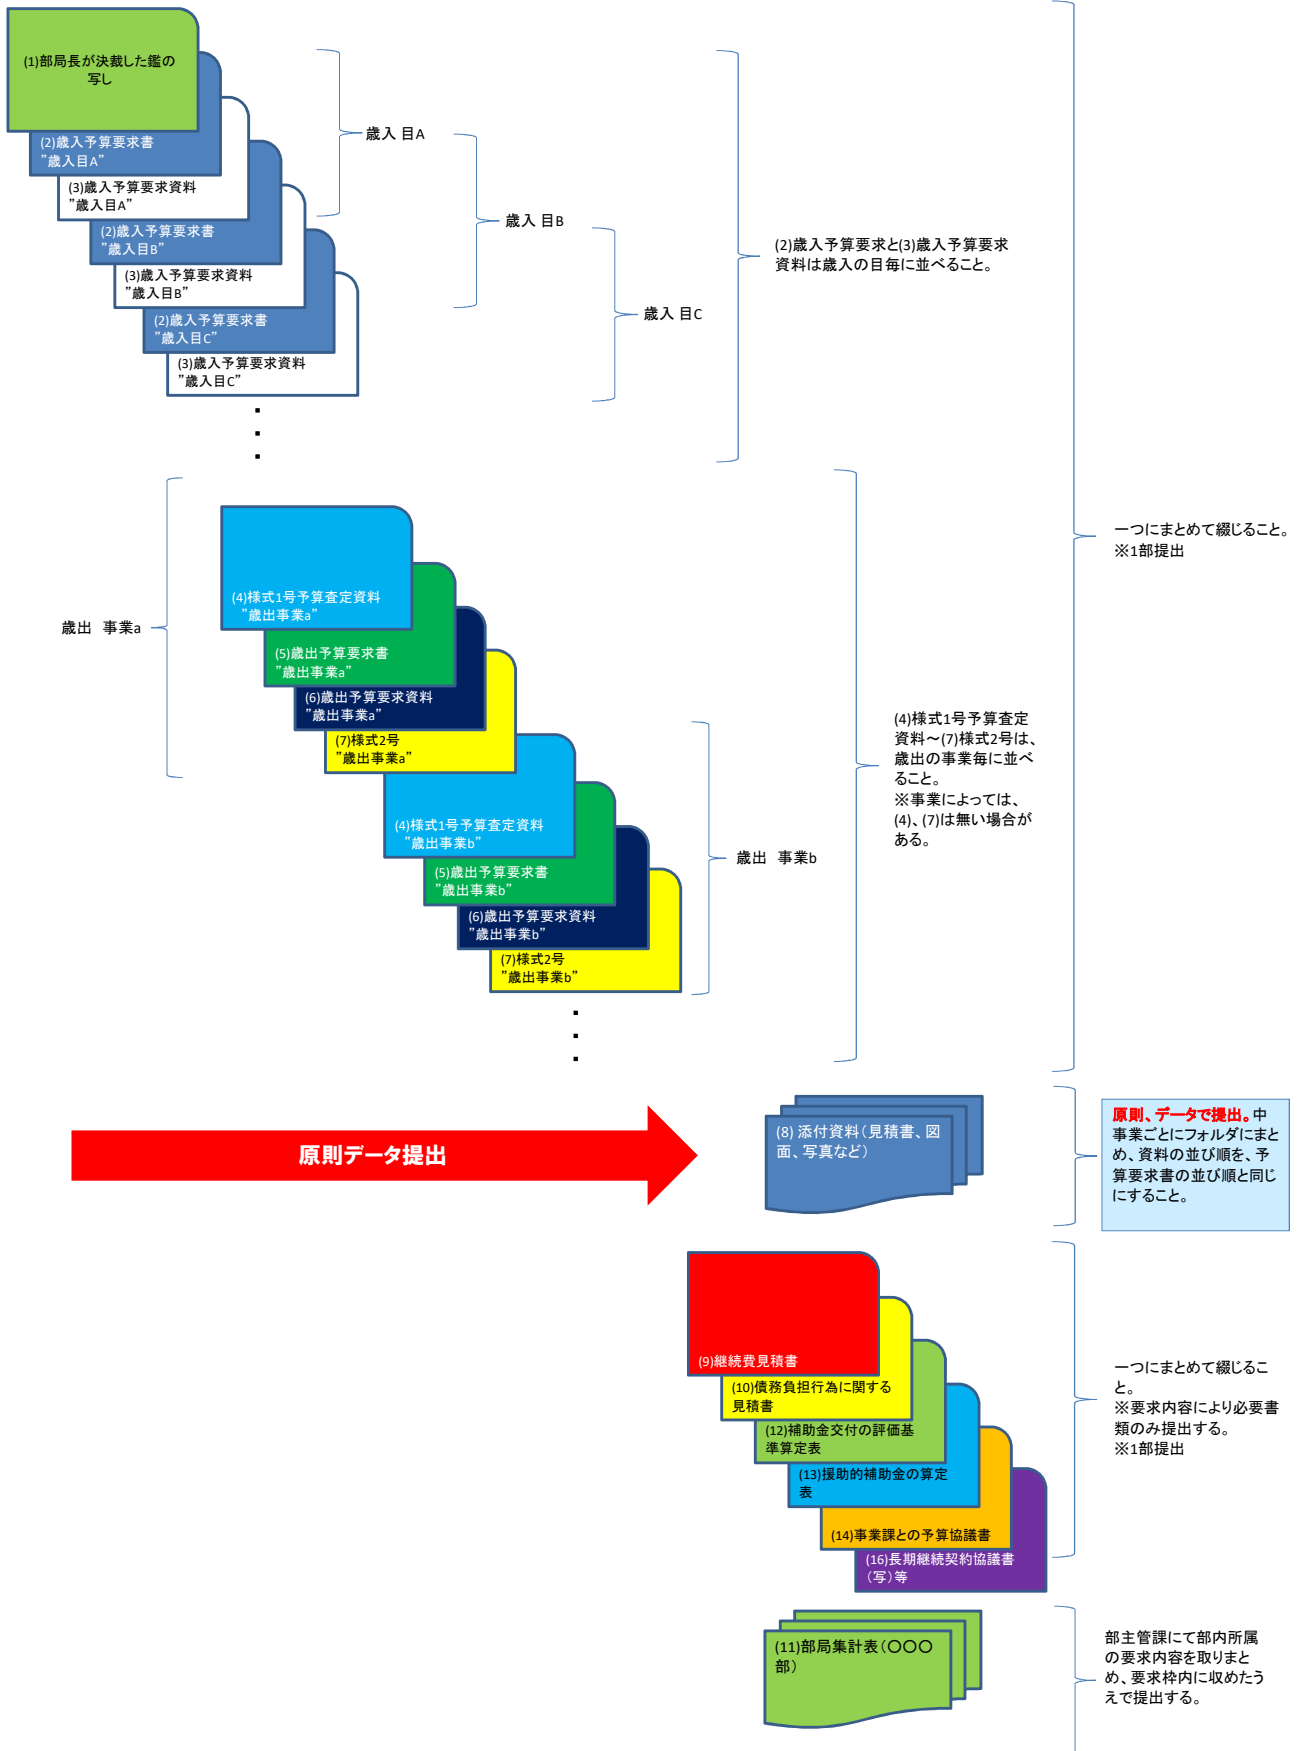 (1)部局長が決裁した鑑の
写し
(2)歳入予算要求書
”歳入目A”
(3)歳入予算要求資料
”歳入目A”
(2)歳入予算要求書
”歳入目B”
(3)歳入予算要求資料
”歳入目B”
(2)歳入予算要求書
”歳入目C”
(3)歳入予算要求資料
”歳入目C”
歳入 目A
歳入 目B
歳入 目C
(2)歳入予算要求と(3)歳入予算要求
資料は歳入の目毎に並べること。
一つにまとめて綴じること。
※1部提出
歳出　事業a
(4)様式1号予算査定資料
”歳出事業a”
(5)歳出予算要求書
”歳出事業a”
(6)歳出予算要求資料
”歳出事業a”
(7)様式2号
”歳出事業a”
(4)様式1号予算査定資料
”歳出事業b”
(5)歳出予算要求書
”歳出事業b”
(6)歳出予算要求資料
”歳出事業b”
(7)様式2号
”歳出事業b”
歳出　事業b
(4)様式1号予算査定
資料～(7)様式2号は、
歳出の事業毎に並べ
ること。
※事業によっては、
(4)、(7)は無い場合が
ある。
原則データ提出
(8) 添付資料（見積書、図
面、写真など）
原則、データで提出。中
事業ごとにフォルダにまと
め、資料の並び順を、予
算要求書の並び順と同じ
にすること。
(9)継続費見積書
(10)債務負担行為に関する
見積書
(12)補助金交付の評価基
準算定表
(13)援助的補助金の算定
表
(14)事業課との予算協議書
(16)長期継続契約協議書
（写）等
一つにまとめて綴じるこ
と。
※要求内容により必要書
類のみ提出する。
※1部提出
(11)部局集計表（〇〇〇
部）
部主管課にて部内所属
の要求内容を取りまと
め、要求枠内に収めたう
えで提出する。